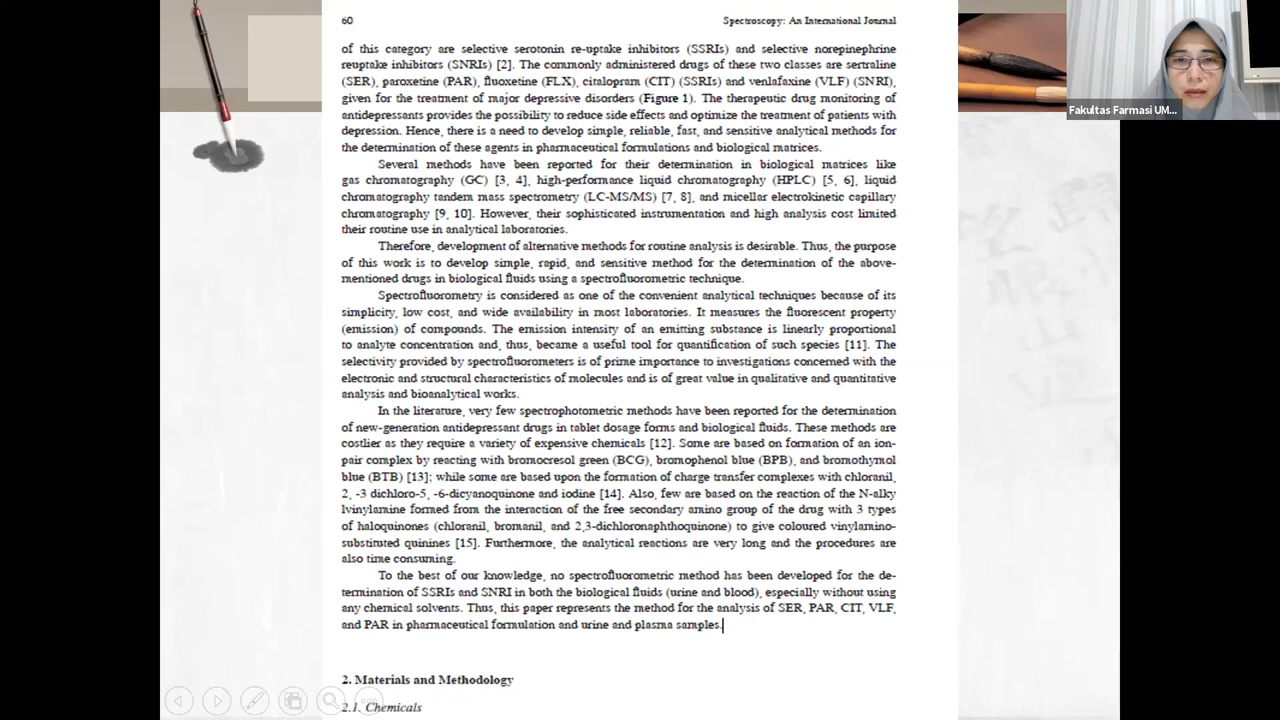 60
Spectroscopy: An International Journal
of this category are selective serotonin re-uptake inhibitors (SSRIs) and selective norepinephrine
reuptake inhibitors (SNRIs) [2]. The commonly administered drugs of these two classes are sertraline
(SER), paroxetine (PAR), fluoxetine (FLX), citalopram (CIT) (SSRIs) and venlafaxine (VLF) (SNRI),
given for the treatment of major depressive disorders (Figure 1). The therapeutic drug monitoring of
antidepressants provides the possibility to reduce side effects and optimize the treatment of patients with
depression. Hence, there is a need to develop simple, reliable, fast, and sensitive analytical methods for
the determination of these agents in pharmaceutical formulations and biological matrices.
Several methods have been reported for their determination in biological matrices like
gas chromatography (GC) [3, 4], high-performance liquid chromatography (HPLC) [5, 6], liquid
chromatography tandem mass spectrometry (LC-MS/MS) [7, 8], and micellar electrokinetic capillary
chromatography [9, 10]. However, their sophisticated instrumentation and high analysis cost limited
their routine use in analytical laboratories.
Therefore, development of alternative methods for routine analysis is desirable. Thus, the purpose
of this work is to develop simple, rapid, and sensitive method for the determination of the above-
mentioned drugs in biological fluids using a spectrofluorometric technique.
Spectrofluorometry is considered as one of the convenient analytical techniques because of its
simplicity, low cost, and wide availability in most laboratories. It measures the fluorescent property
(emission) of compounds. The emission intensity of an emitting substance is linearly proportional
to analyte concentration and, thus, became a useful tool for quantification of such species [11]. The
selectivity provided by spectrofluorometers is of prime importance to investigations concerned with the
electronic and structural characteristics of molecules and is of great value in qualitative and quantitative
analysis and bioanalytical works.
In the literature, very few spectrophotometric methods have been reported for the determination
of new-generation antidepressant drugs in tablet dosage forms and biological fluids. These methods are
costlier as they require a variety of expensive chemicals [12]. Some are based on formation of an ion-
pair complex by reacting with bromocresol green (BCG), bromophenol blue (BPB), and bromothymol
blue (BTB) [13]; while some are based upon the formation of charge transfer complexes with chloranil,
2, -3 dichloro-5, -6-dicyanoquinone and iodine [14]. Also, few are based on the reaction of the N-alky
lvinylamine formed from the interaction of the free secondary amino group of the drug with 3 types
of haloquinones (chloranil, bromanil, and 2,3-dichloronaphthoquinone) to give coloured vinylamino-
substituted quinines [15]. Furthermore, the analytical reactions are very long and the procedures are
also time consuming.
To the best of our knowledge, no spectrofluorometric method has been developed for the de-
termination of SSRIs and SNRI in both the biological fluids (urine and blood), especially without using
any chemical solvents. Thus, this paper represents the method for the analysis of SER, PAR, CIT, VLF,
and PAR in pharmaceutical formulation and urine and plasma samples.
2. Materials and Methodology
2.1. Chemicals
Fakultas Farmasi UM...